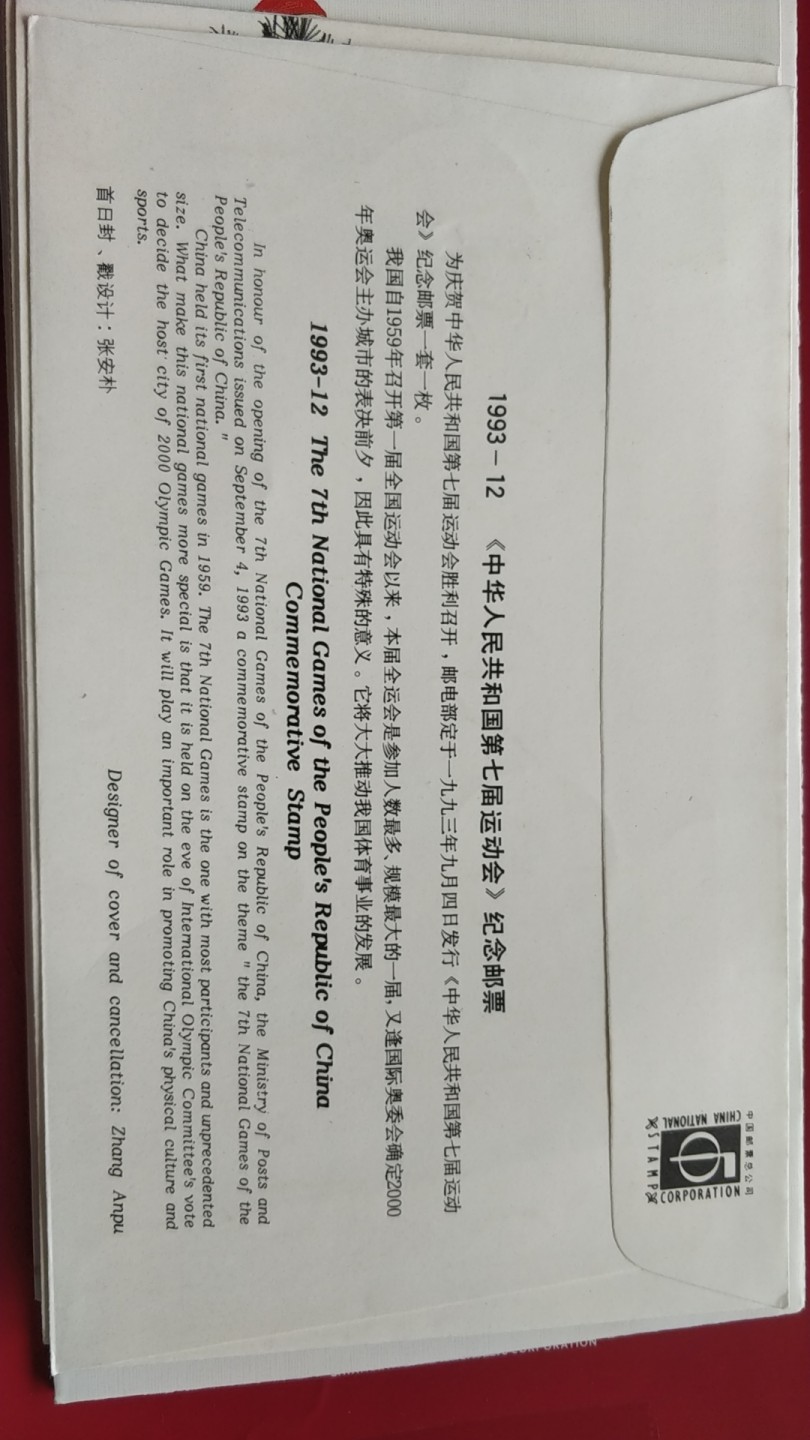 中国邮票总公司
CHINA NATIONAL
STAMP
CORPORATION
1993-12 《中华人民共和国第七届运动会》纪念邮票
为庆贺中华人民共和国第七届运动会胜利召开，邮电部定于一九九三年九月四日发行《中华人民共和国第七届运动
会》纪念邮票一套一枚。
我国自1959年召开第一届全国运动会以来，本届全运会是参加人数最多、规模最大的一届，又逢国际奥委会确定2000
年奥运会主办城市的表决前夕，因此具有特殊的意义。它将大大推动我国体育事业的发展。
1993-12 The 7th National Games of the People's Republic of China
Commemorative Stamp
In honour of the opening of the 7th National Games of the People's Republic of China, the Ministry of Posts and
Telecommunications issued on September 4, 1993 a commemorative stamp on the theme " the 7th National Games of the
People's Republic of China. "
China held its first national games in 1959. The 7th National Games is the one with most participants and unprecedented
size. What make this national games more special is that it is held on the eve of International Olympic Committee's vote
to decide the host city of 2000 Olympic Games. It will play an important role in promoting China's physical culture and
sports.
首日封、戳设计：张安朴
Designer of cover and cancellation: Zhang Anpu
CORPORATION